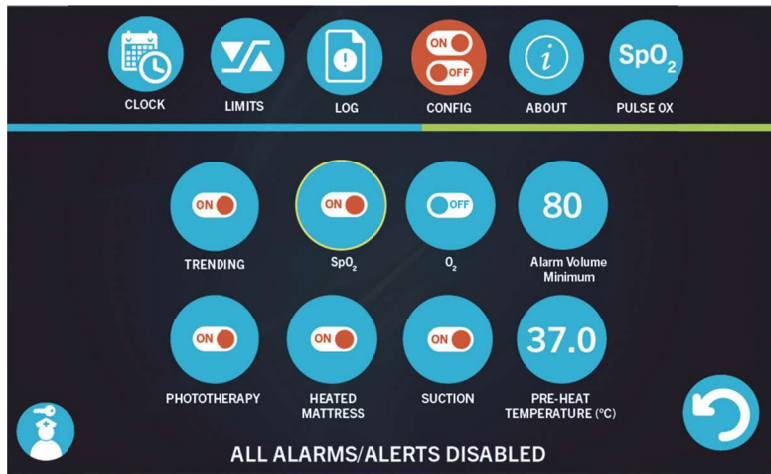 ON
OFF
i
SpO₂
CLOCK
LIMITS
LOG
CONFIG
ABOUT
PULSE OX
ON
ON
OFF
80
TRENDING
SpO₂
O₂
Alarm Volume
Minimum
ON
ON
ON
37.0
PHOTOTHERAPY
HEATED
MATTRESS
SUCTION
PRE-HEAT
TEMPERATURE (ºC)
ALL ALARMS/ALERTS DISABLED